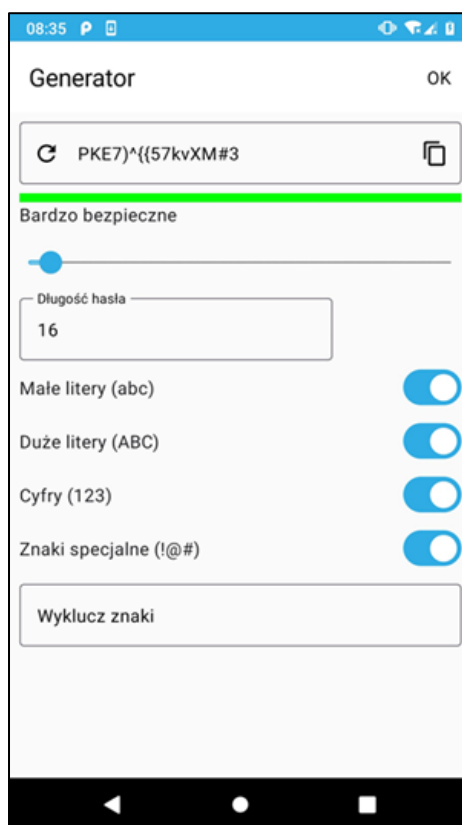 08:35
Generator OK
PKE7)^{{57kvXM#3
Bardzo bezpieczne
Długość hasła
16
Małe litery (abc)
Duże litery (ABC)
Cyfry (123)
Znaki specjalne (!@#)
Wyklucz znaki